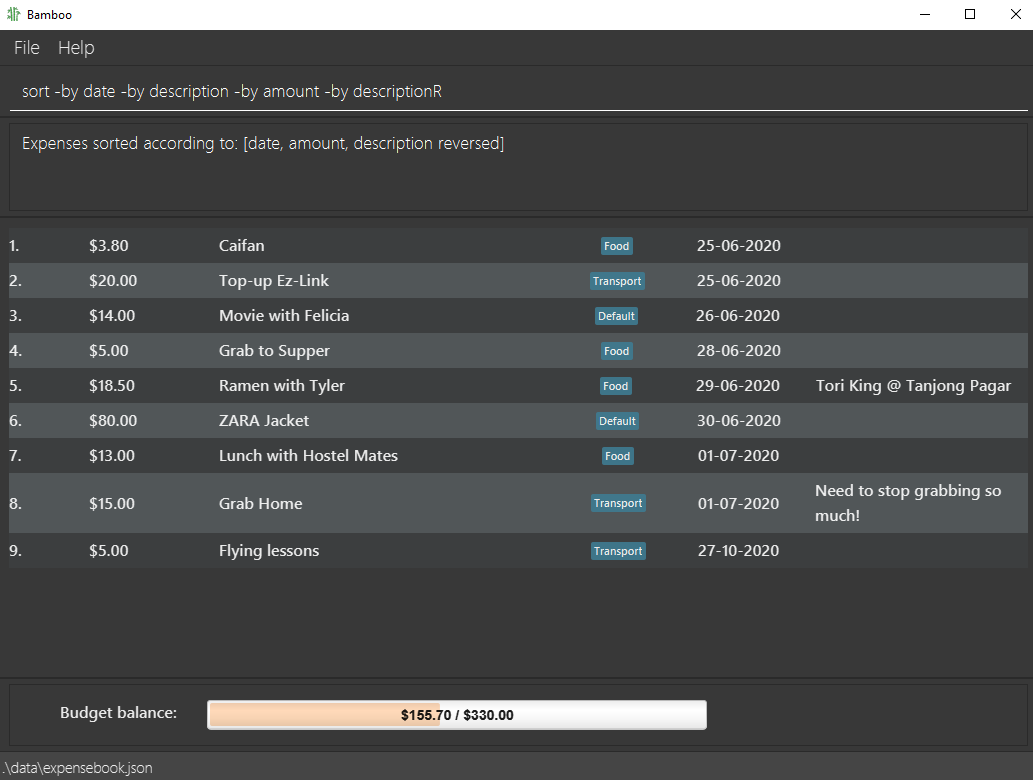 Bamboo
File Help
sort -by date -by description -by amount -by descriptionR
Expenses sorted according to: [date, amount, description reversed]
1. $3.80 Caifan Food 25-06-2020
2. $20.00 Top-up Ez-Link Transport 25-06-2020
3. $14.00 Movie with Felicia Default 26-06-2020
4. $5.00 Grab to Supper Food 28-06-2020
5. $18.50 Ramen with Tyler Food 29-06-2020 Tori King @ Tanjong Pagar
6. $80.00 ZARA Jacket Default 30-06-2020
7. $13.00 Lunch with Hostel Mates Food 01-07-2020
8. $15.00 Grab Home Transport 01-07-2020 Need to stop grabbing so
much!
9. $5.00 Flying lessons Transport 27-10-2020
Budget balance: $155.70 / $330.00
.\data\expensebook.json